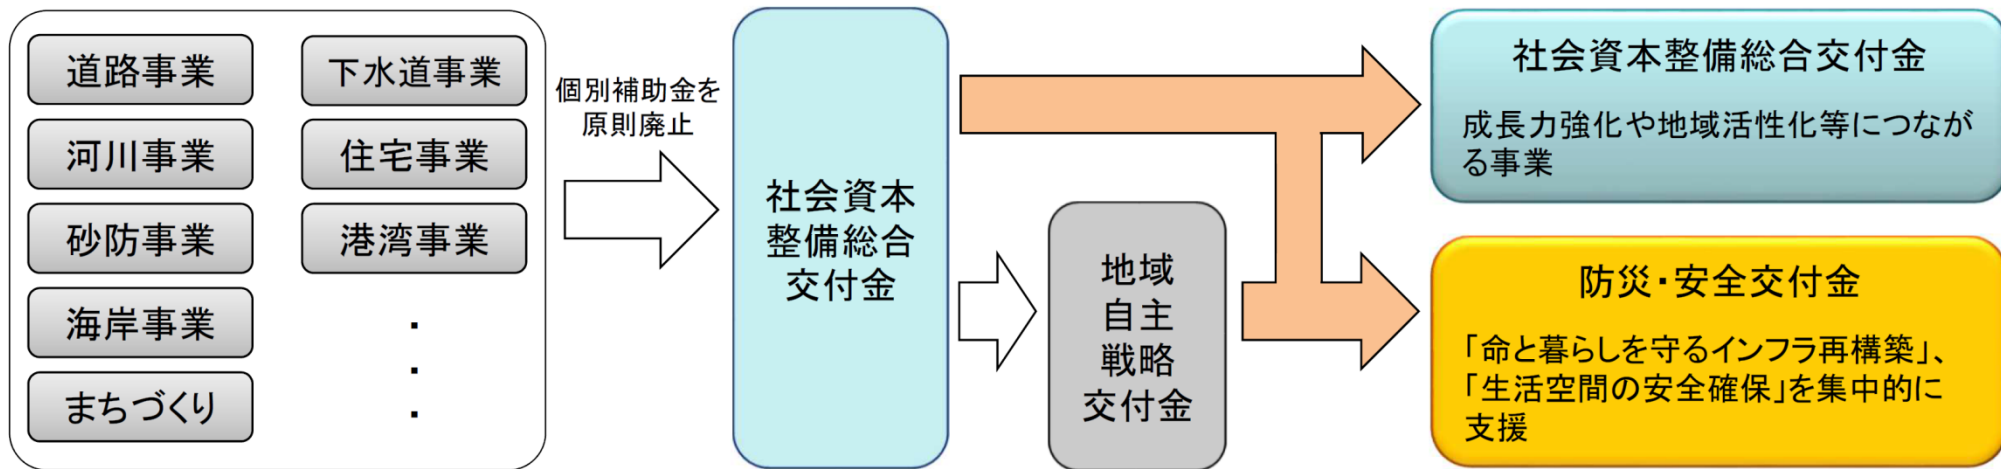 道路事業
河川事業
砂防事業
海岸事業
まちづくり
下水道事業
住宅事業
港湾事業
・
・
・
個別補助金を
原則廃止
社会資本
整備総合
交付金
地域
自主
戦略
交付金
社会資本整備総合交付金
成長力強化や地域活性化等につなが
る事業
防災・安全交付金
「命と暮らしを守るインフラ再構築」、
「生活空間の安全確保」を集中的に
支援